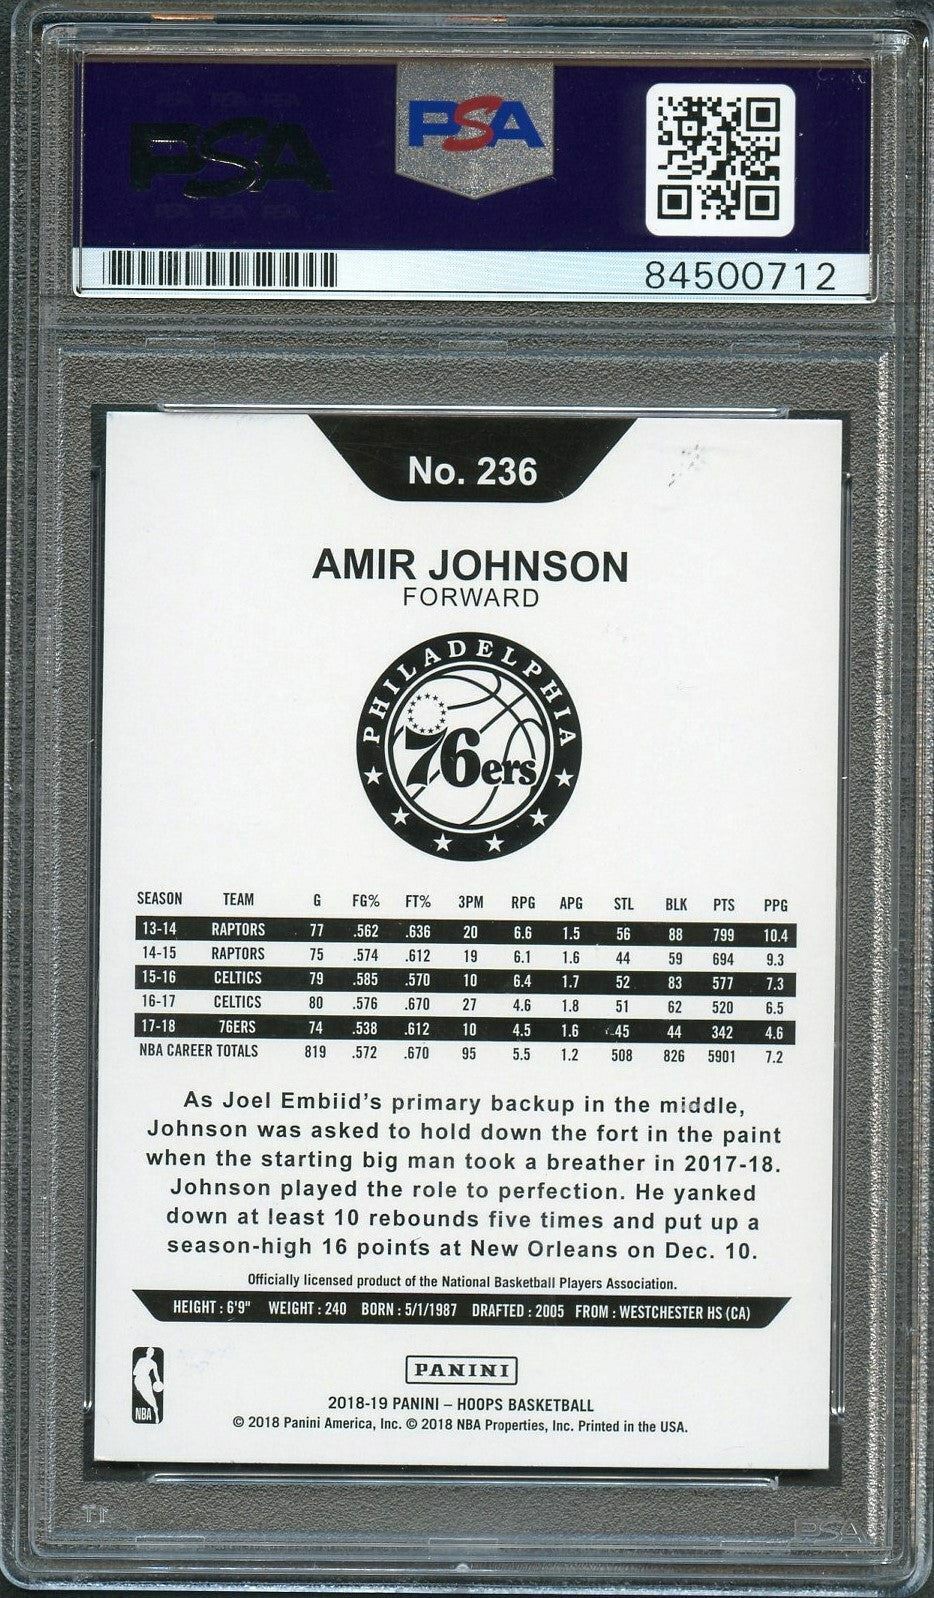 PSA
PSA
84500712
No. 236
AMIR JOHNSON
FORWARD
PHILADELPHIA
76ers
SEASON TEAM G FG% FT% 3PM RPG APG STL BLK PTS PPG
13-14 RAPTORS 77 .562 .636 20 6.6 1.5 56 88 799 10.4
14-15 RAPTORS 75 .574 .612 19 6.1 1.6 44 59 694 9.3
15-16 CELTICS 79 .585 .570 10 6.4 1.7 52 83 577 7.3
16-17 CELTICS 80 .576 .670 27 4.6 1.8 51 62 520 6.5
17-18 76ERS 74 .538 .612 10 4.5 1.6 45 44 342 4.6
NBA CAREER TOTALS 819 .572 .670 95 5.5 1.2 508 826 5901 7.2
As Joel Embiid's primary backup in the middle,
Johnson was asked to hold down the fort in the paint
when the starting big man took a breather in 2017-18.
Johnson played the role to perfection. He yanked
down at least 10 rebounds five times and put up a
season-high 16 points at New Orleans on Dec. 10.
Officially licensed product of the National Basketball Players Association.
HEIGHT : 6'9" WEIGHT : 240 BORN : 5/1/1987 DRAFTED : 2005 FROM : WESTCHESTER HS (CA)
NBA
PANINI
2018-19 PANINI – HOOPS BASKETBALL
© 2018 Panini America, Inc. © 2018 NBA Properties, Inc. Printed in the USA.
PSA